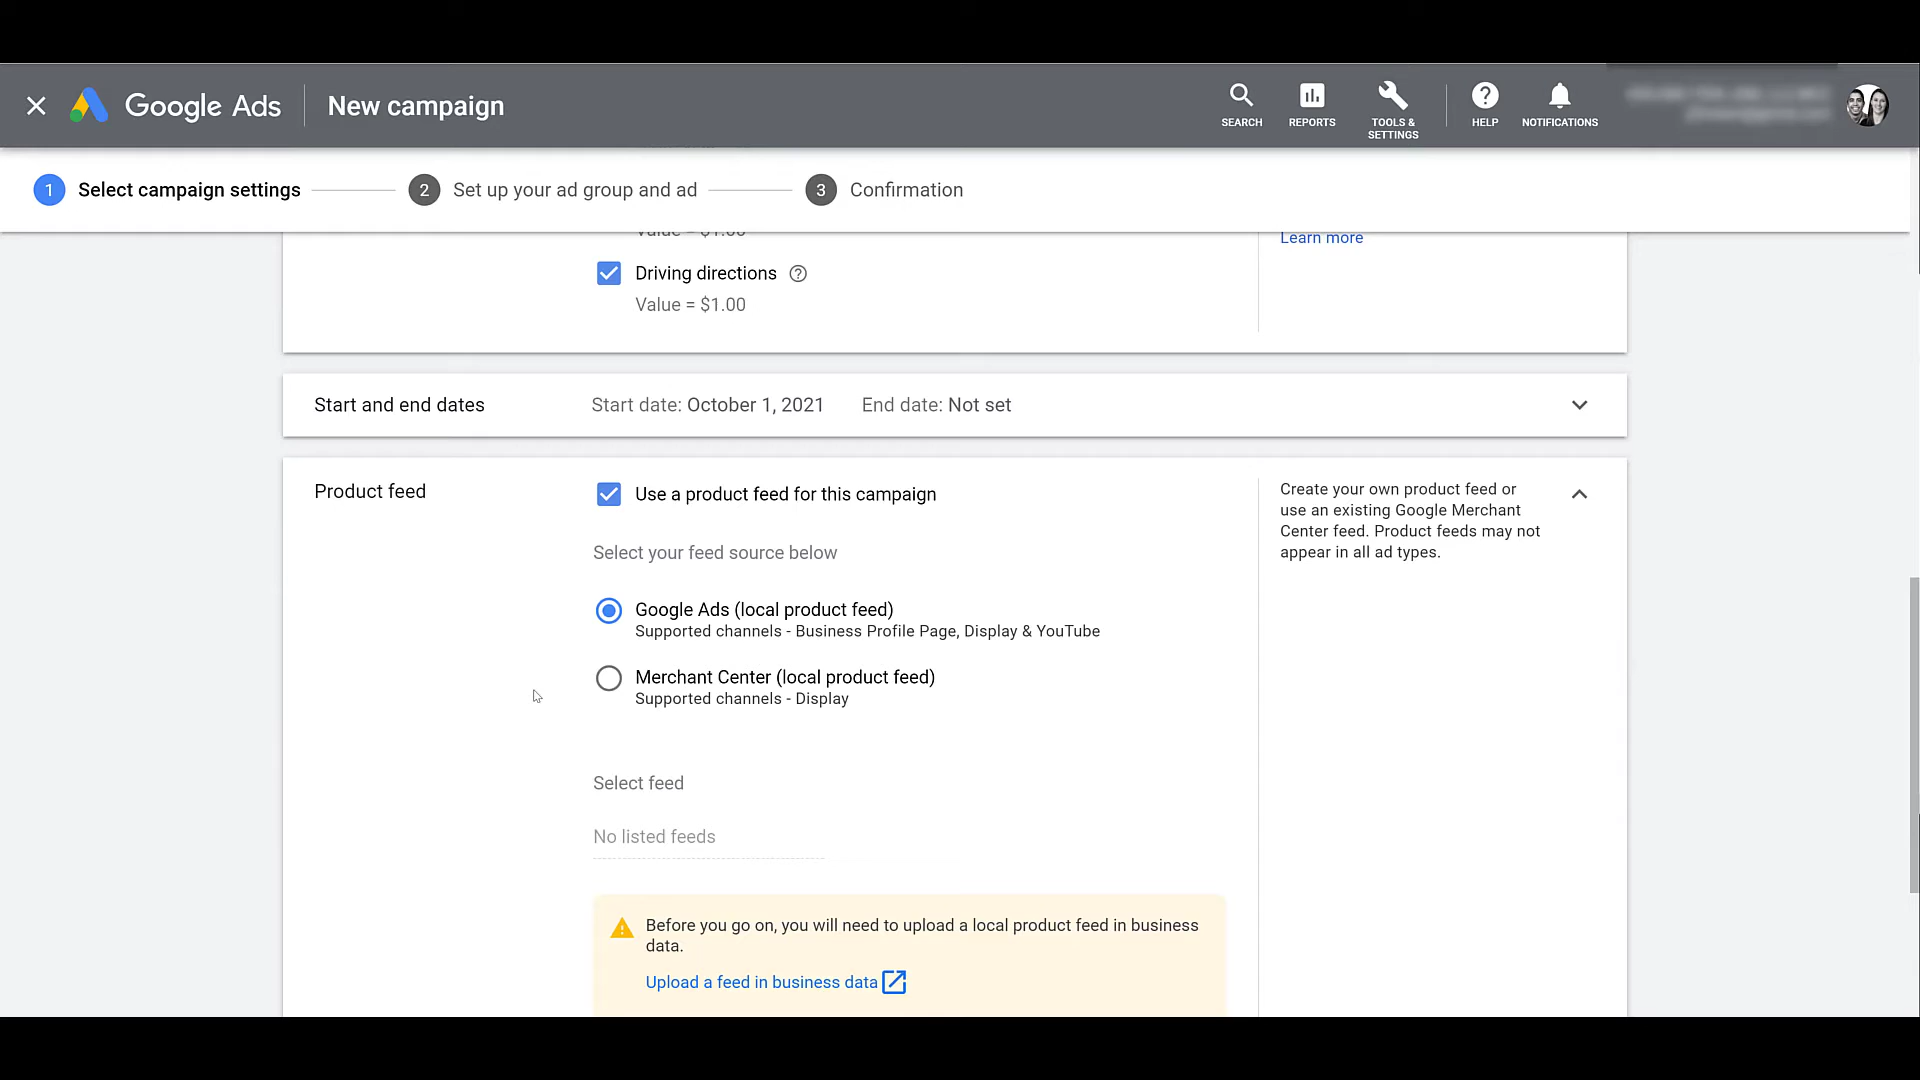 Google Ads
New campaign
SEARCH
REPORTS
TOOLS &
SETTINGS
HELP
NOTIFICATIONS
1 Select campaign settings
2 Set up your ad group and ad
3 Confirmation
Value = $1.00
Learn more
Driving directions
Value = $1.00
Start and end dates
Start date: October 1, 2021
End date: Not set
Product feed
Use a product feed for this campaign
Select your feed source below
Google Ads (local product feed)
Supported channels - Business Profile Page, Display & YouTube
Merchant Center (local product feed)
Supported channels - Display
Select feed
No listed feeds
Before you go on, you will need to upload a local product feed in business
data.
Upload a feed in business data
Create your own product feed or
use an existing Google Merchant
Center feed. Product feeds may not
appear in all ad types.